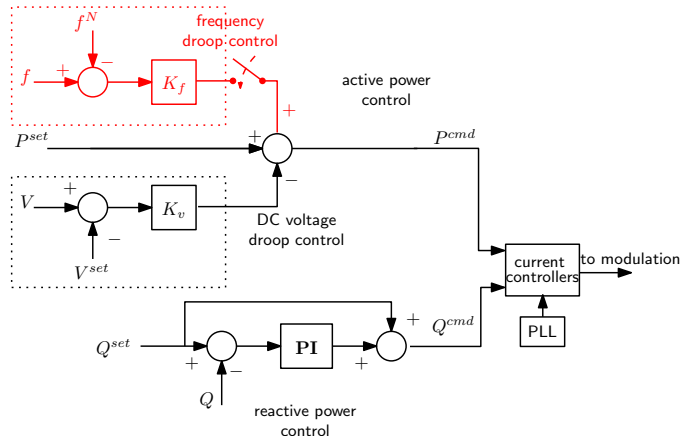 f^N
frequency
droop control
−
f
+
K_f
+
active power
control
P^{set}
+
P^{cmd}
−
V
+
K_v
DC voltage
droop control
−
V^{set}
current
controllers
to modulation
+
Q^{cmd}
PLL
Q^{set}
+
PI
+
−
Q
reactive power
control